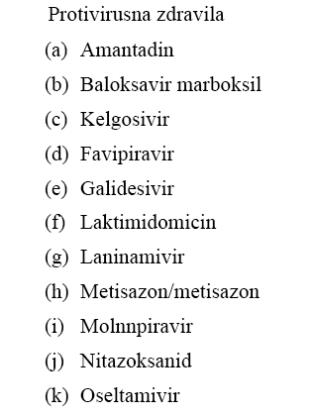 Protivirusna zdravila
(a) Amantadin
(b) Baloksavir marboksil
(c) Kelgosivir
(d) Favipiravir
(e) Galidesivir
(f) Laktimidomicin
(g) Laninamivir
(h) Metisazon/metisazon
(i) Molnnpiravir
(j) Nitazoksanid
(k) Oseltamivir